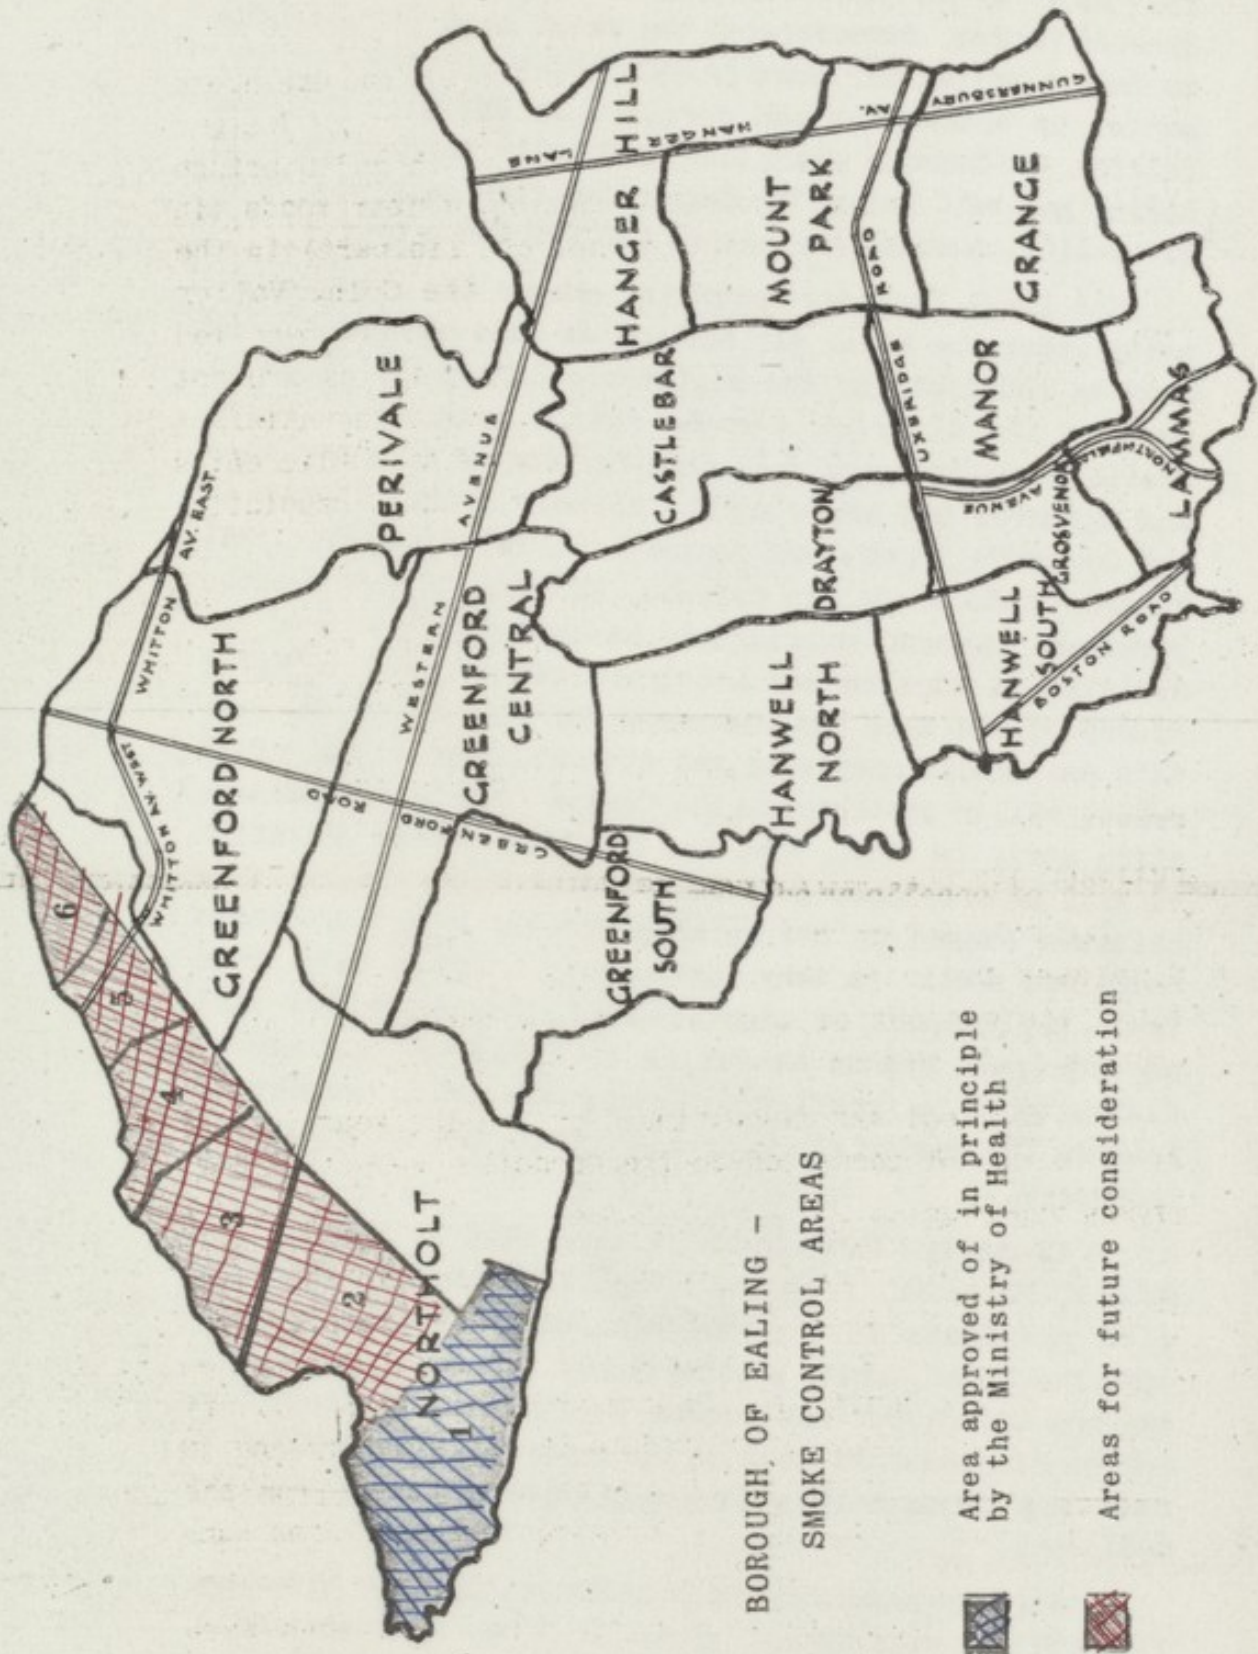 BOROUGH OF EALING -
SMOKE CONTROL AREAS
Area approved of in principle
by the Ministry of Health
Areas for future consideration
NORTHOLT
1
2
3
4
5
6
GREENFORD NORTH
GREENFORD
CENTRAL
GREENFORD
SOUTH
PERIVALE
HANGER HILL
CASTLEBAR
MOUNT
PARK
GRANGE
MANOR
DRAYTON
GROSVENOR
LAMMAS
HANWELL
NORTH
HANWELL
SOUTH
WHITTON AV. WEST
WHITTON
AV. EAST
WESTERN
AVENUE
GREENFORD
ROAD
HANGER
LANE
GUNNERSBURY
AV.
UXBRIDGE
ROAD
NORTHFIELD
AVENUE
BOSTON ROAD